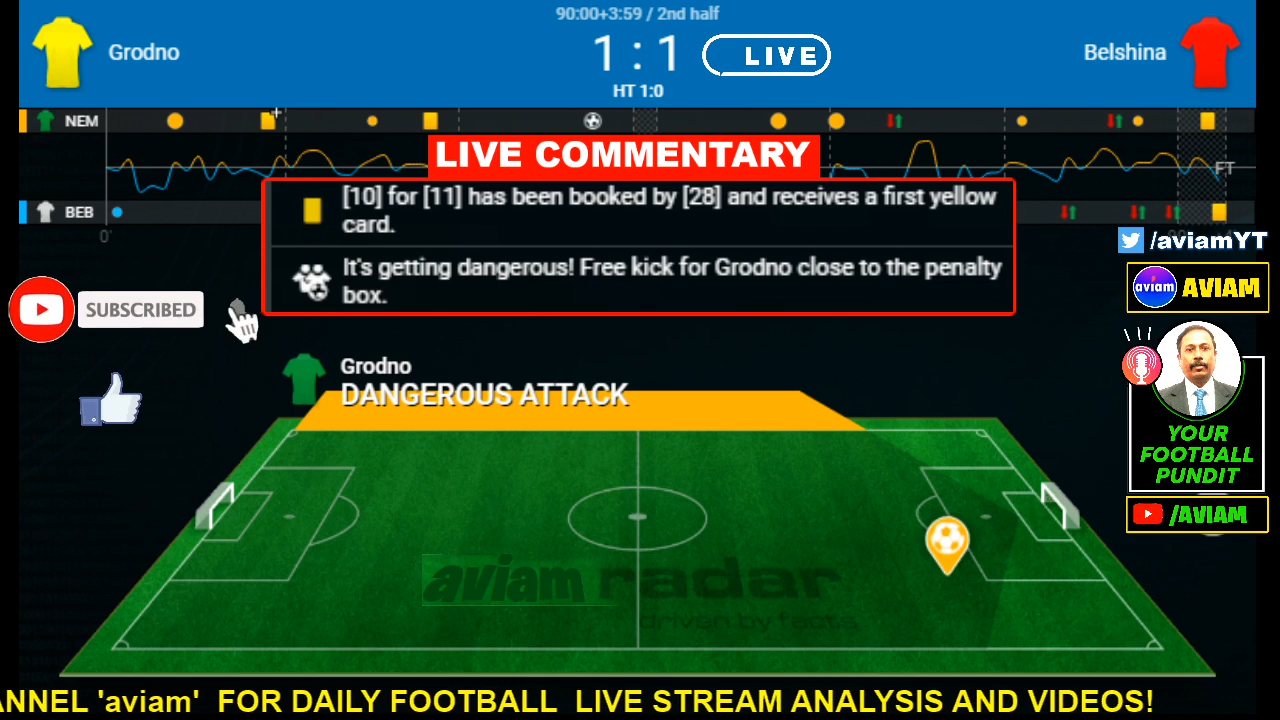 90:00+3:59 / 2nd half
Grodno
1 : 1
LIVE
Belshina
HT 1:0
NEM
LIVE COMMENTARY
FT
[10] for [11] has been booked by [28] and receives a first yellow
card.
BEB
0'
/aviamYT
It's getting dangerous! Free kick for Grodno close to the penalty
box.
aviam AVIAM
SUBSCRIBED
Grodno
DANGEROUS ATTACK
YOUR
FOOTBALL
PUNDIT
/AVIAM
aviam radar
driven by facts
ANNEL 'aviam' FOR DAILY FOOTBALL LIVE STREAM ANALYSIS AND VIDEOS!